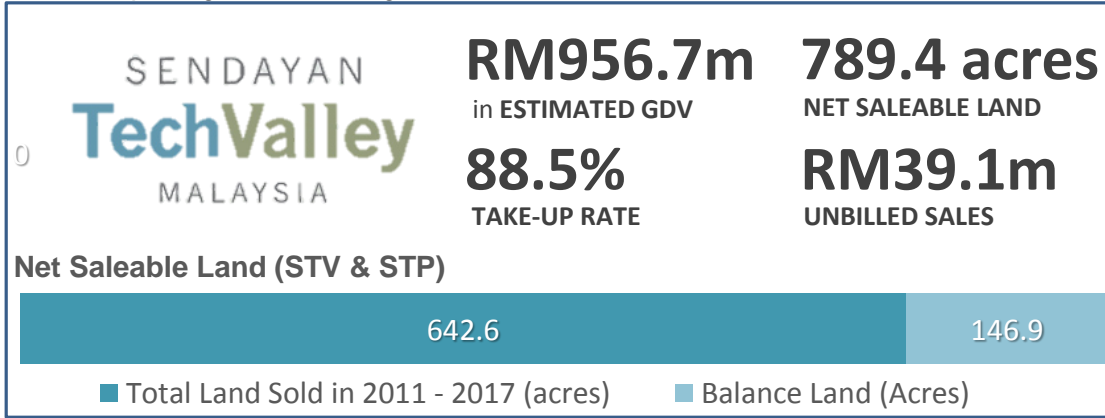 SENDAYAN
TechValley
MALAYSIA
RM956.7m
in ESTIMATED GDV
789.4 acres
NET SALEABLE LAND
88.5%
TAKE-UP RATE
RM39.1m
UNBILLED SALES
Net Saleable Land (STV & STP)
642.6 146.9
Total Land Sold in 2011 - 2017 (acres) Balance Land (Acres)